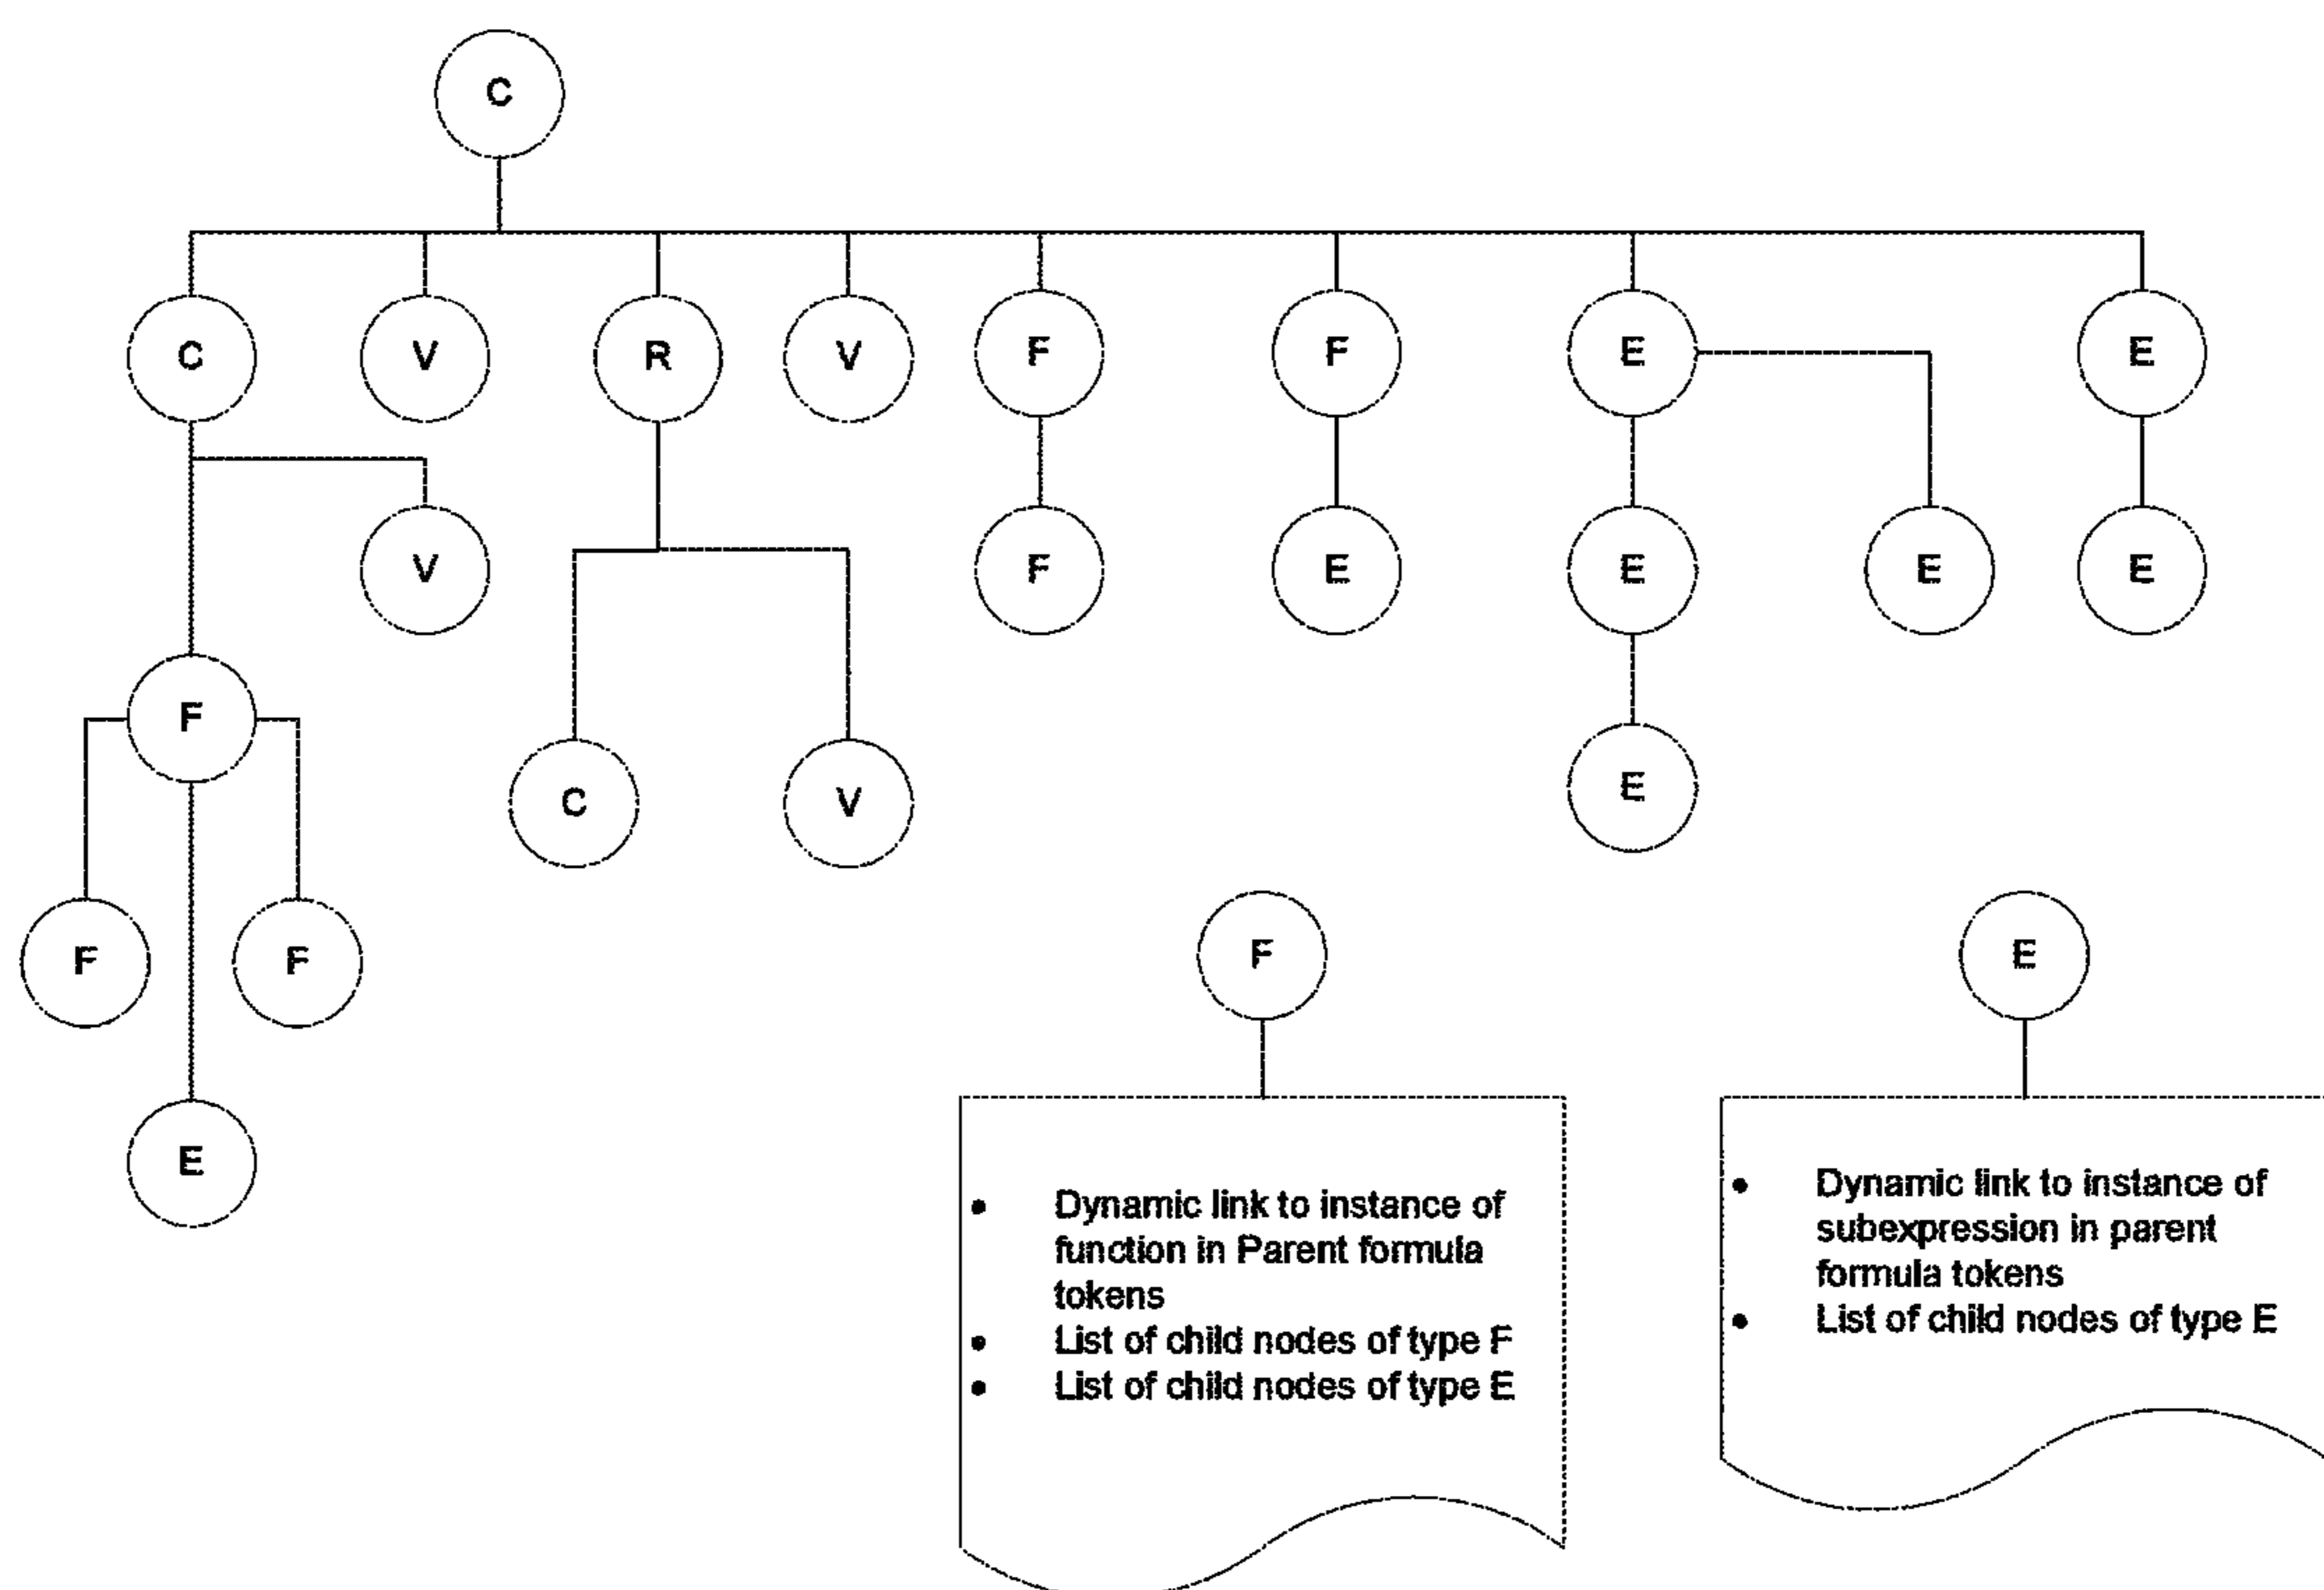 C
C V R V F F E E
V F E E E E
F
C V E
F F
F E
E
Dynamic link to instance of
function in Parent formula
tokens
List of child nodes of type F
List of child nodes of type E
Dynamic link to instance of
subexpression in parent
formula tokens
List of child nodes of type E